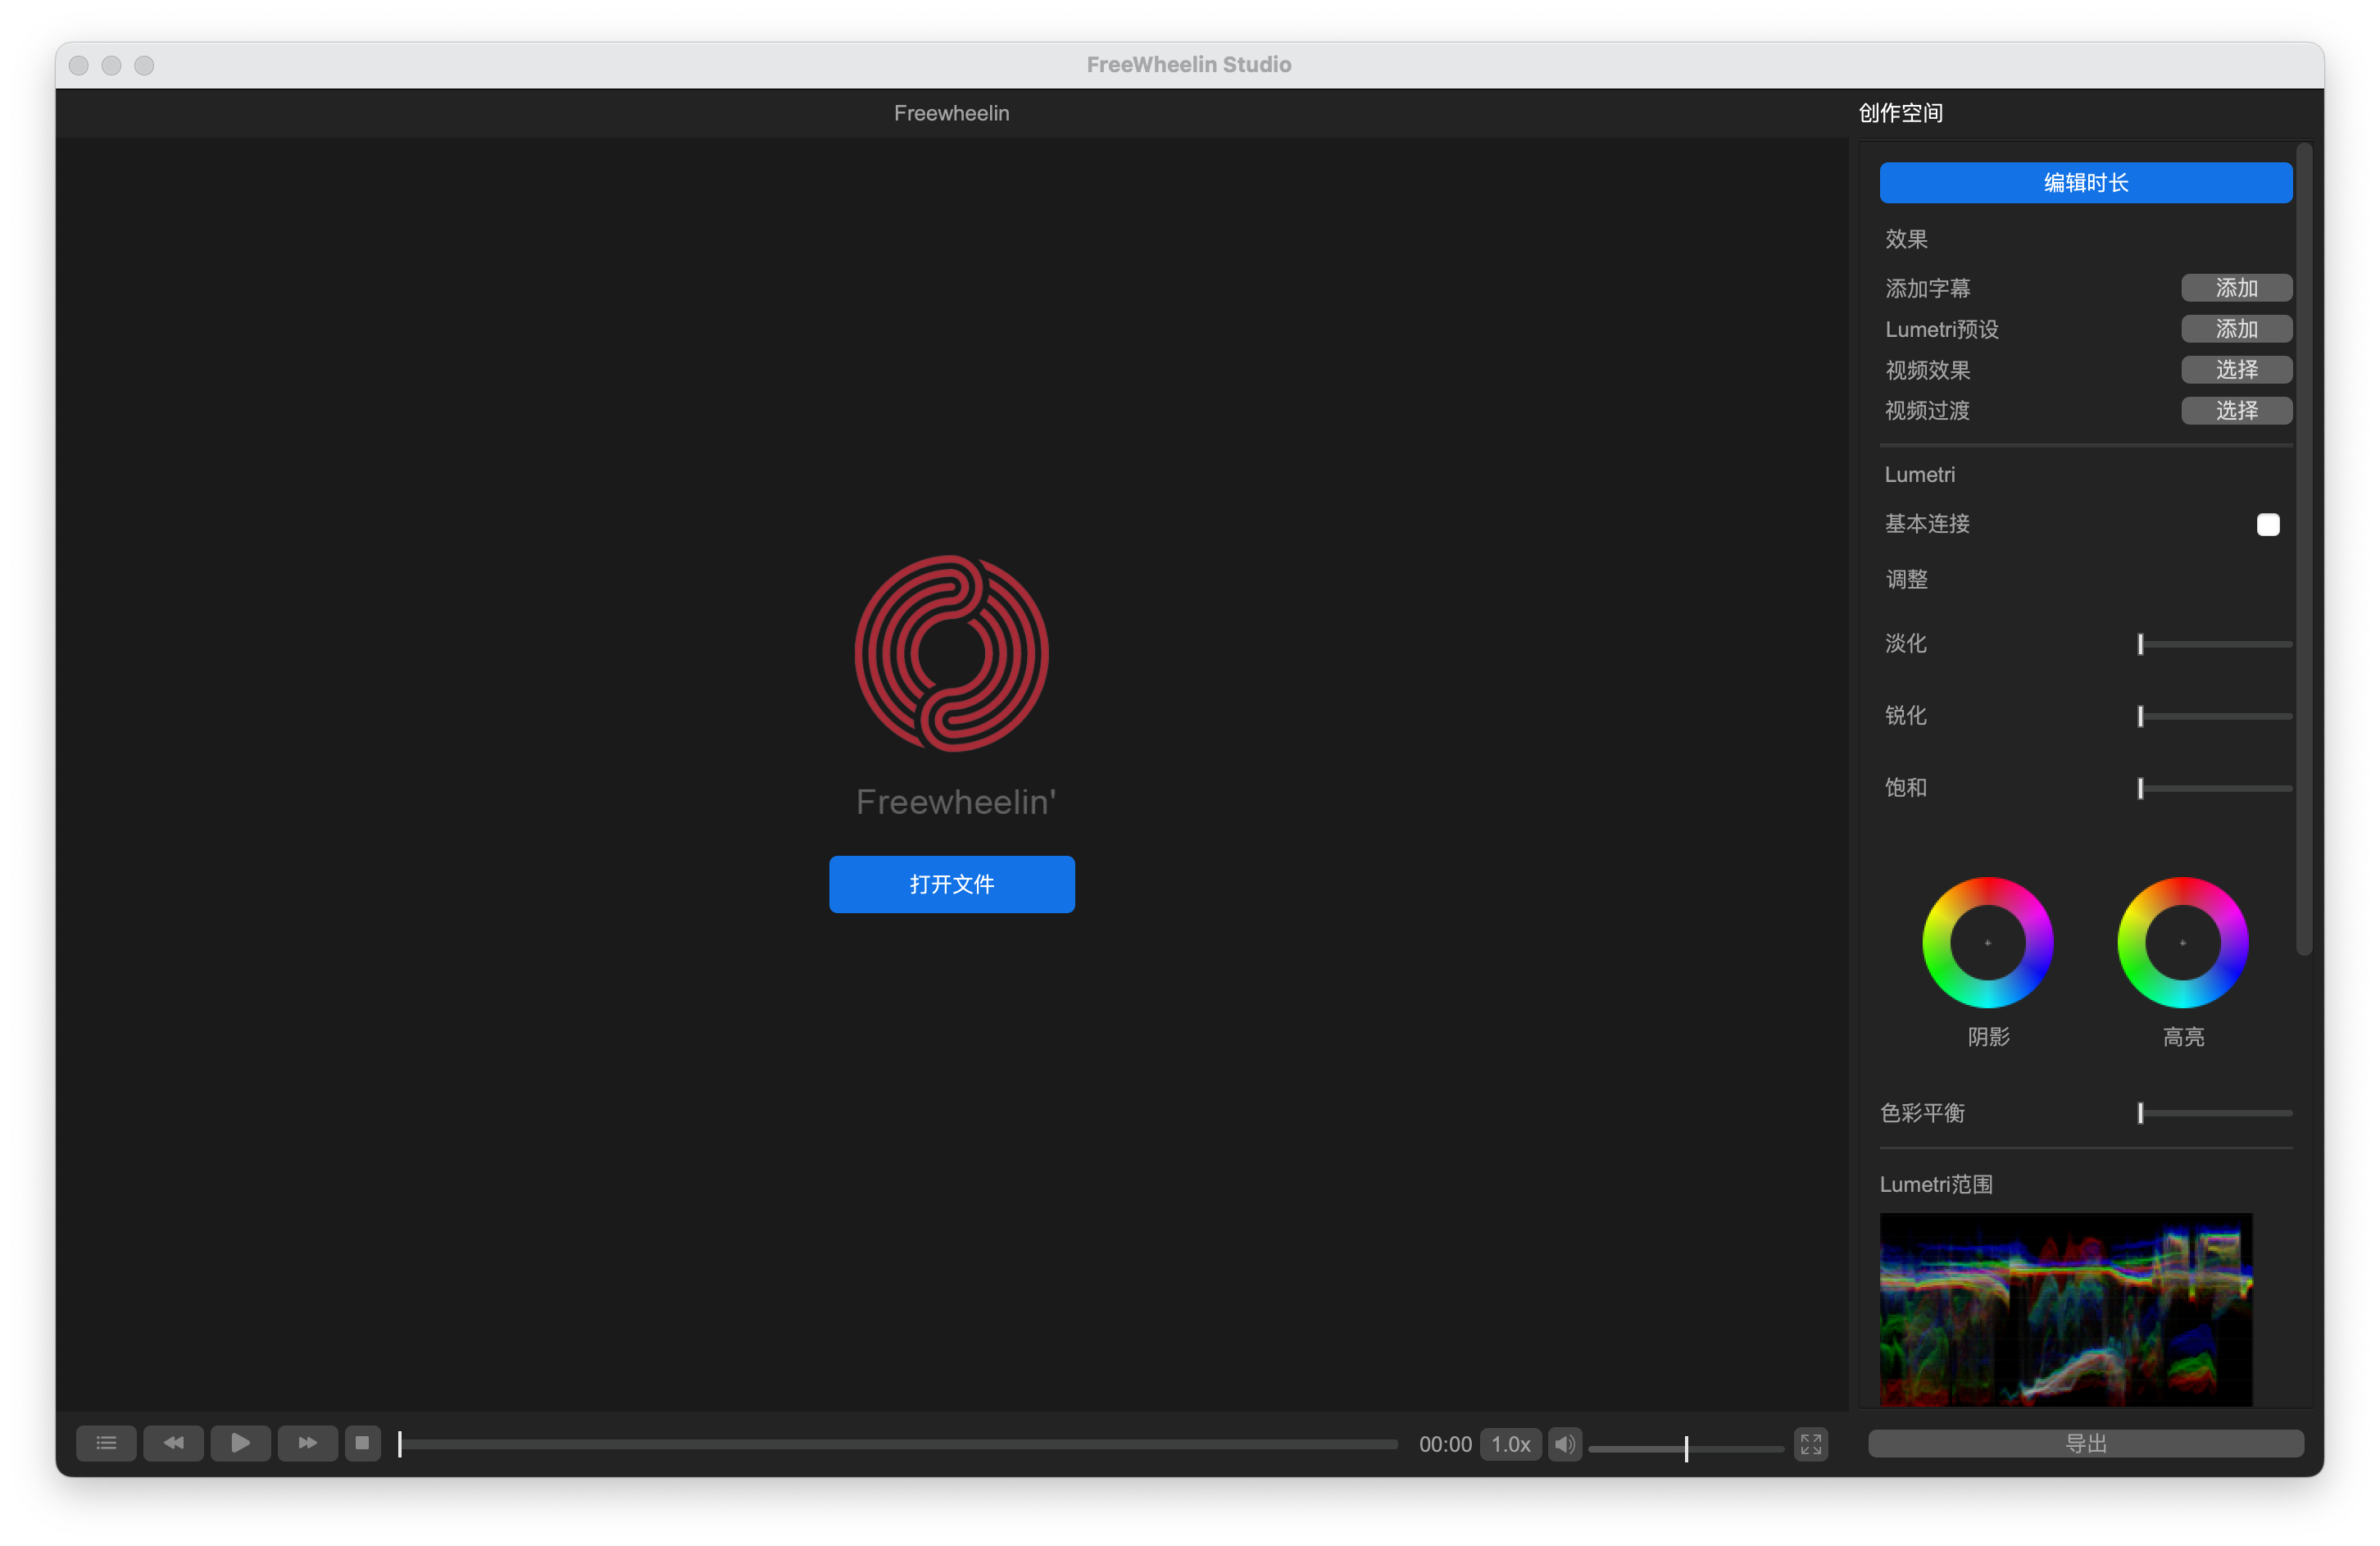 FreeWheelin Studio
Freewheelin
创作空间
编辑时长
效果
添加字幕 添加
Lumetri预设 添加
视频效果 选择
视频过渡 选择
Lumetri
基本连接
调整
淡化
锐化
饱和
Freewheelin'
打开文件
阴影 高亮
色彩平衡
Lumetri范围
00:00 1.0x
导出